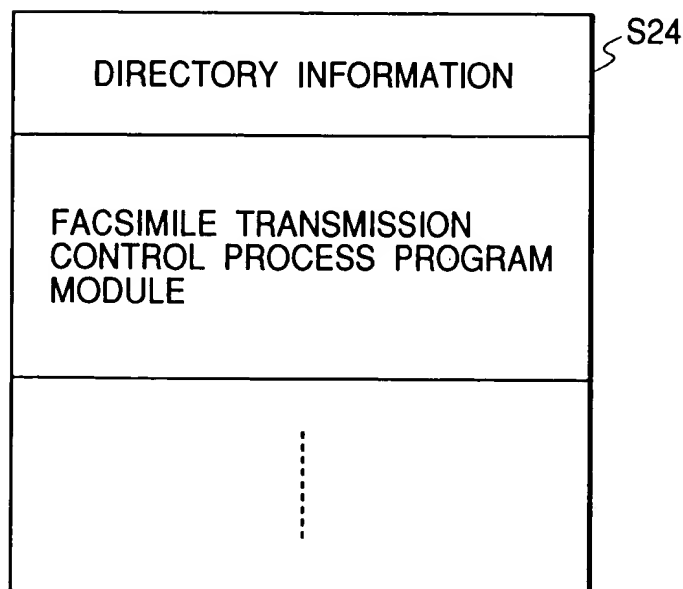 S24
DIRECTORY INFORMATION
FACSIMILE TRANSMISSION
CONTROL PROCESS PROGRAM
MODULE